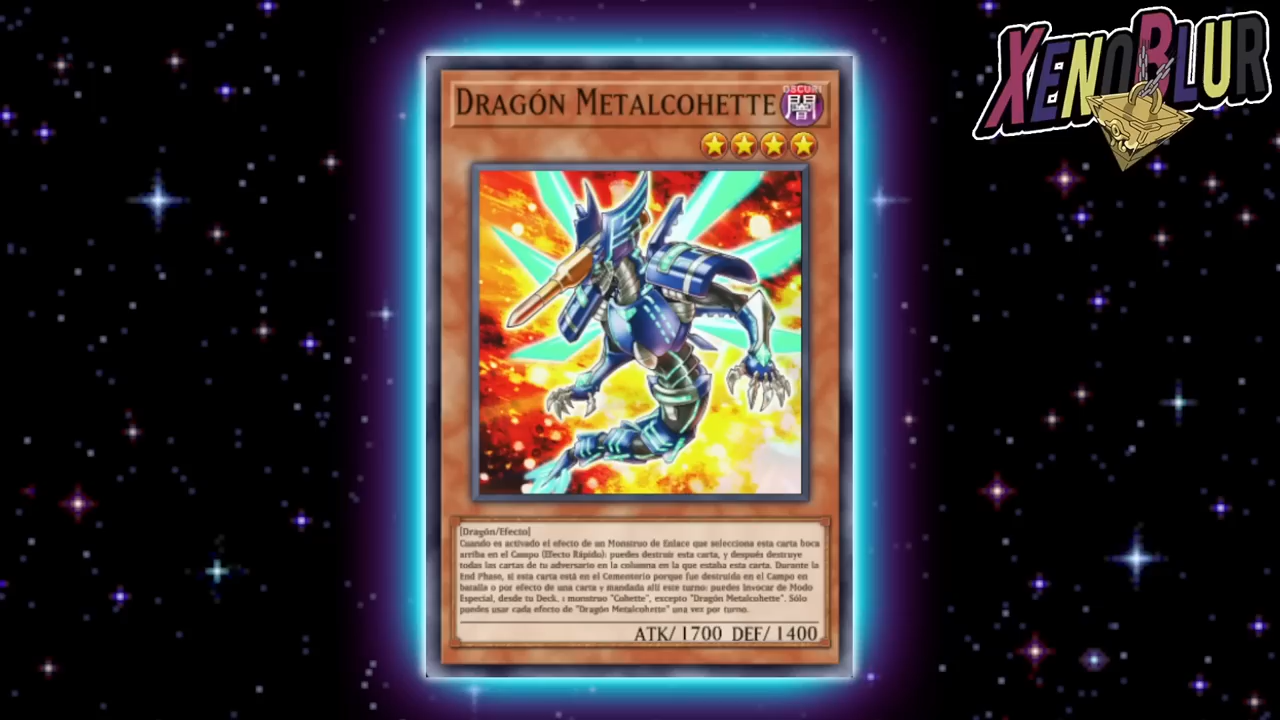 XENOBLUR
DRAGÓN METALCOHETTE
OSCURI
闇
[Dragón/Efecto]
Cuando es activado el efecto de un Monstruo de Enlace que selecciona esta carta boca
arriba en el Campo (Efecto Rápido): puedes destruir esta carta, y después destruye
todas las cartas de tu adversario en la columna en la que estaba esta carta. Durante la
End Phase, si esta carta está en el Cementerio porque fue destruida en el Campo en
batalla o por efecto de una carta y mandada allí este turno: puedes Invocar de Modo
Especial, desde tu Deck, 1 monstruo "Cohette", excepto "Dragón Metalcohette". Sólo
puedes usar cada efecto de "Dragón Metalcohette" una vez por turno.
ATK/ 1700 DEF/ 1400